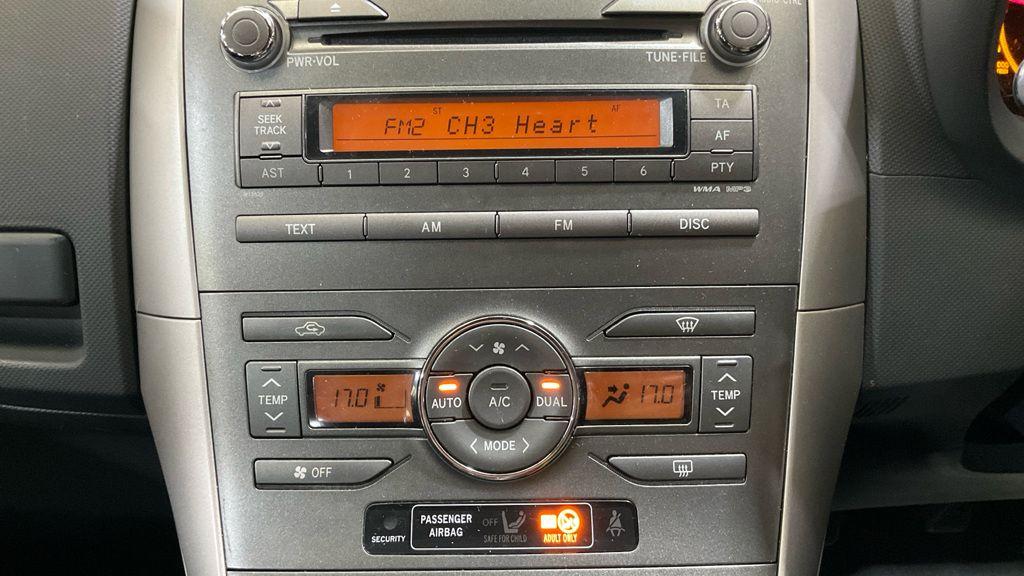 PWR·VOL
TUNE·FILE
SEEK
TRACK
ST
AF
FM2 CH3 Heart
TA
AF
PTY
AST
1 2 3 4 5 6
WMA MP3
TEXT AM FM DISC
TEMP
17.0
AUTO
A/C
DUAL
17.0
TEMP
MODE
OFF
SECURITY
PASSENGER
AIRBAG
OFF
SAFE FOR CHILD
ADULT ONLY